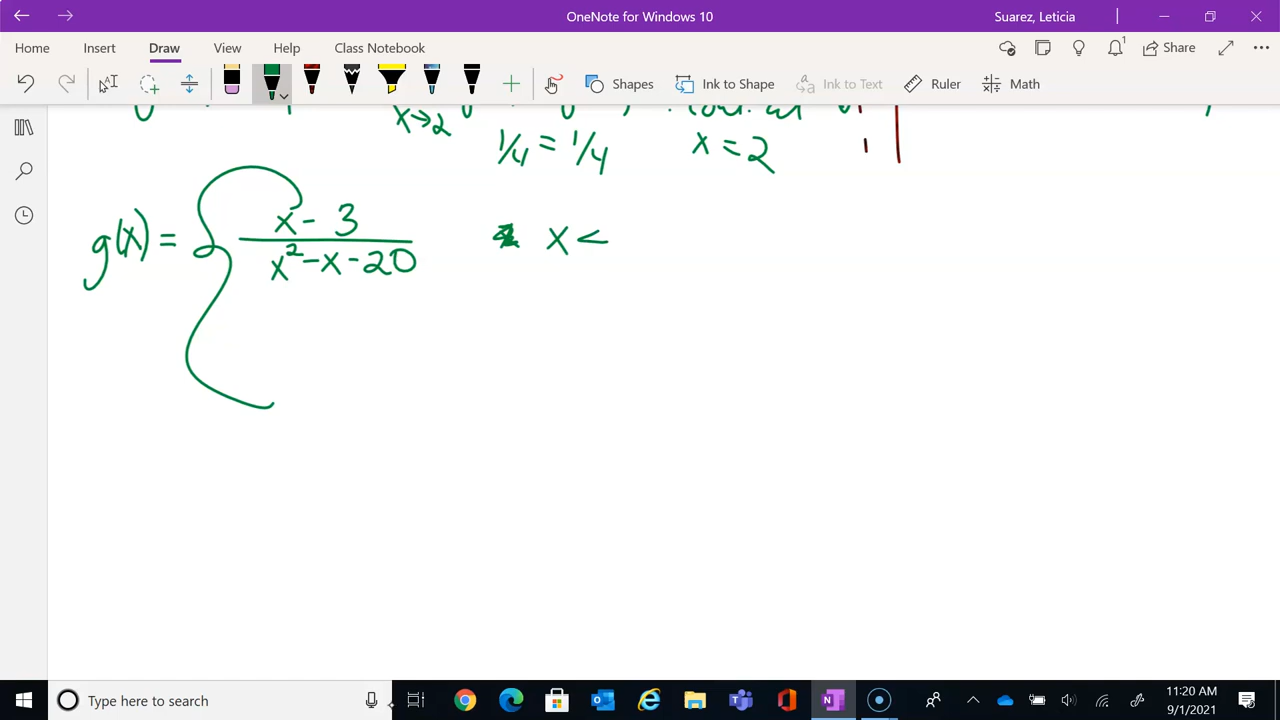 OneNote for Windows 10
Suarez, Leticia
Home Insert Draw View Help Class Notebook
Share
Shapes Ink to Shape Ink to Text Ruler Math
x→2
1/4 = 1/4 x = 2
g(x) = { x - 3 x <
x² - x - 20
Type here to search
11:20 AM
9/1/2021